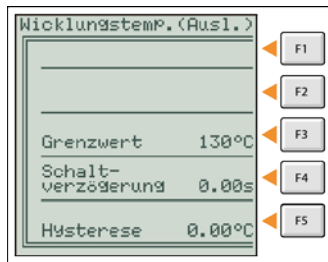 Wicklungstemp.(Ausl.)
F1
F2
Grenzwert 130°C
F3
Schalt-
verzögerung 0.00s
F4
Hysterese 0.00°C
F5